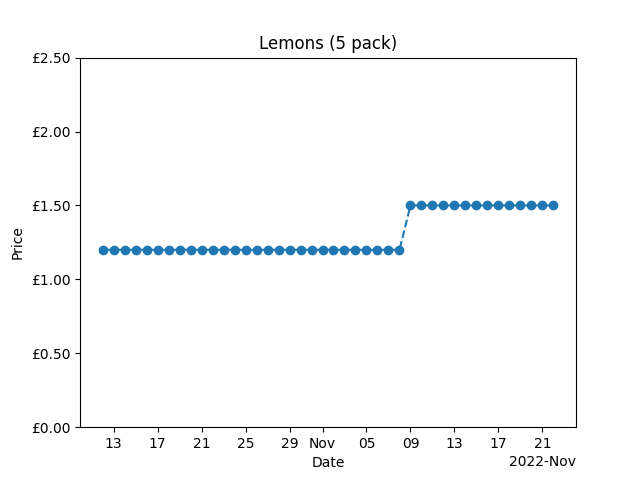 Lemons (5 pack)
£2.50
£2.00
£1.50
£1.00
£0.50
£0.00
Price
13 17 21 25 29 Nov 05 09 13 17 21
Date
2022-Nov